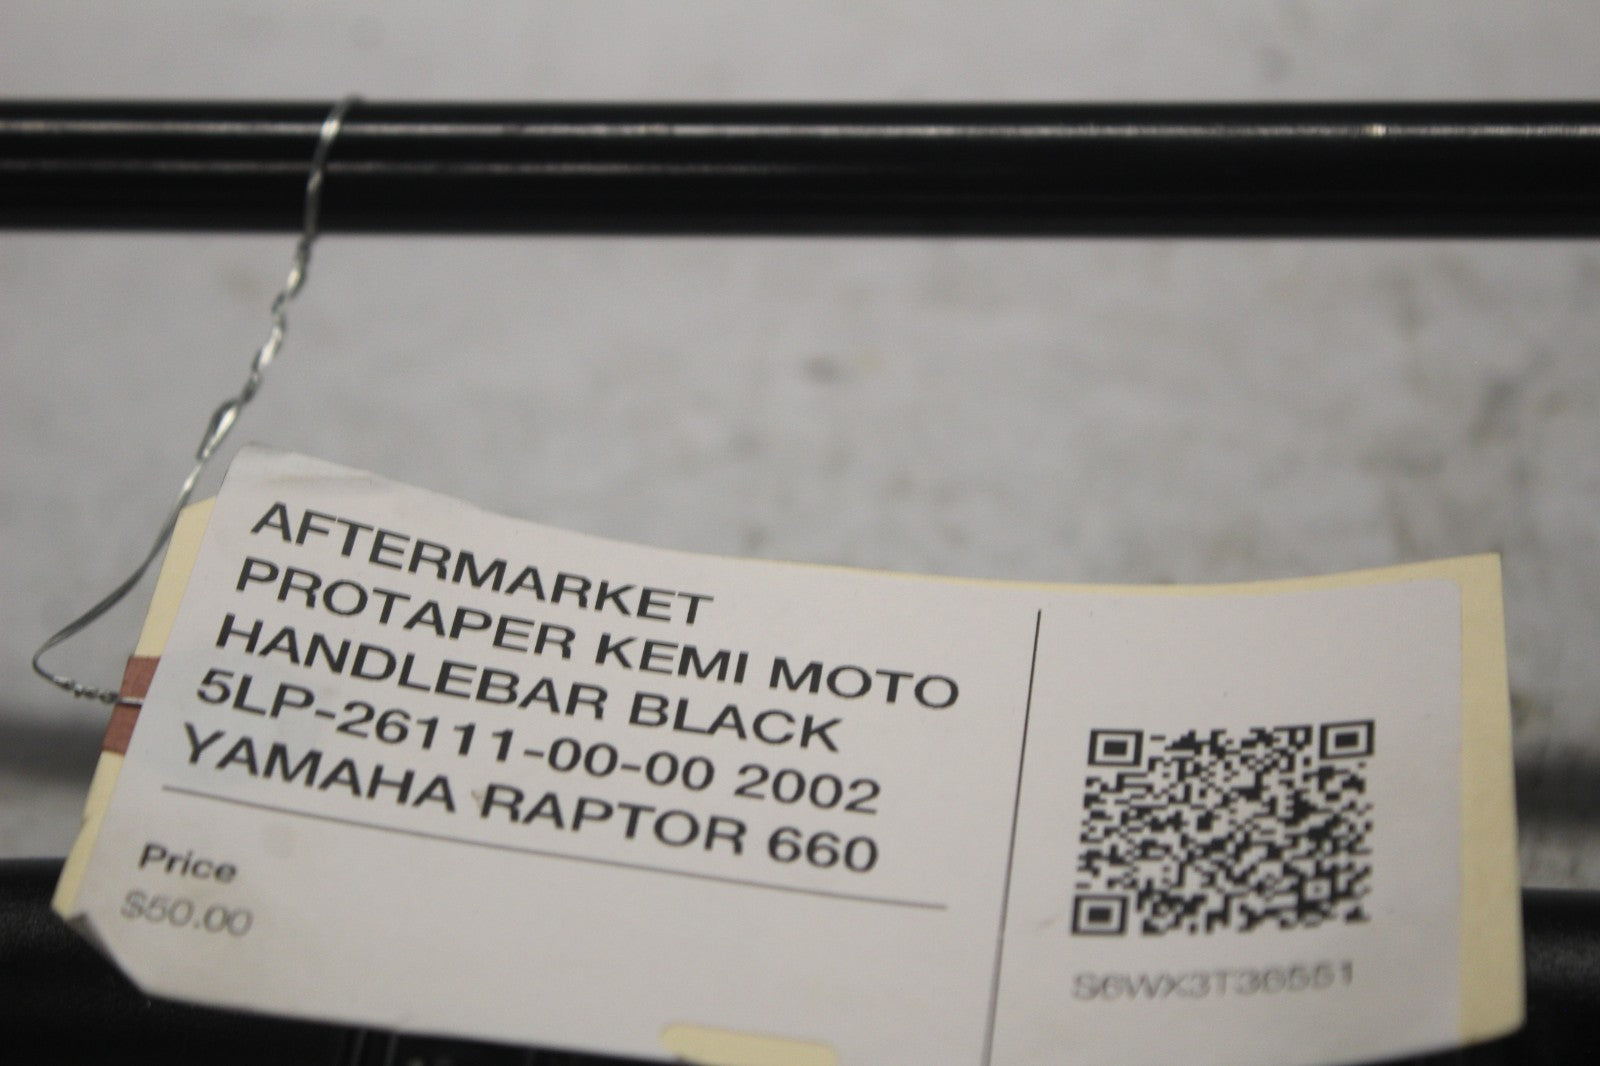 AFTERMARKET
PROTAPER KEMI MOTO
HANDLEBAR BLACK
5LP-26111-00-00 2002
YAMAHA RAPTOR 660
Price
$50.00
S6WX3T36551